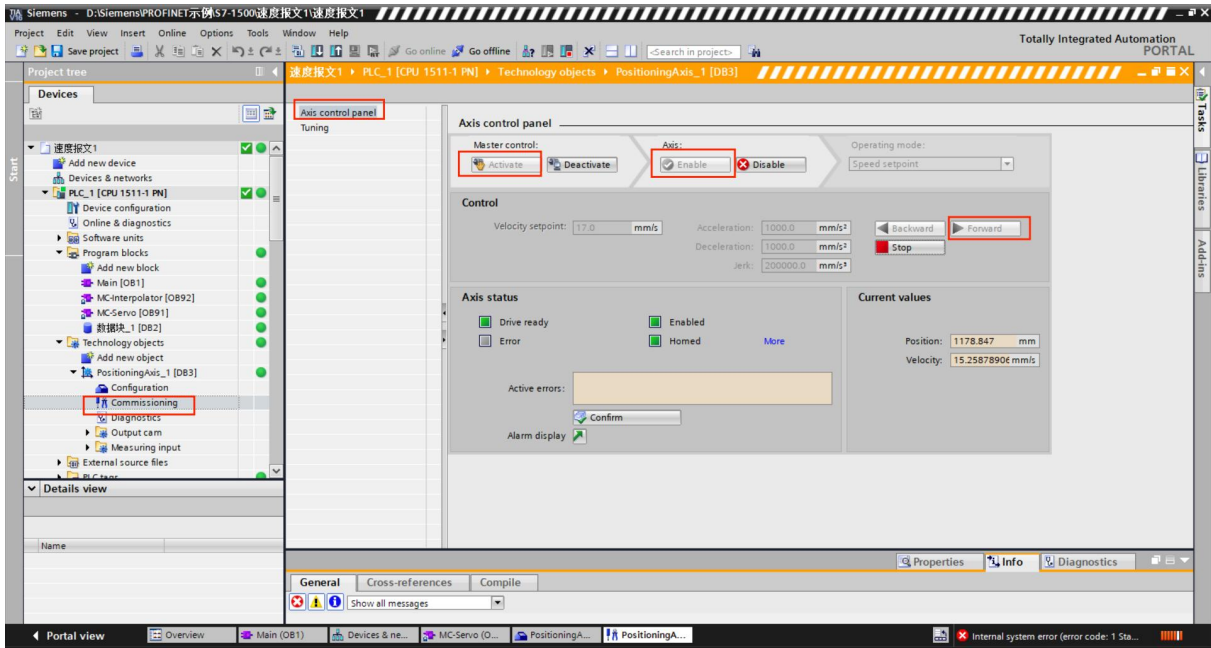 Siemens - D:\Siemens\PROFINET示例\S7-1500\速度报文1\速度报文1
Project Edit View Insert Online Options Tools Window Help
Totally Integrated Automation
PORTAL
Save project
Go online
Go offline
<Search in project>
Project tree
速度报文1 PLC_1 [CPU 1511-1 PN] Technology objects PositioningAxis_1 [DB3]
Devices
Start
速度报文1
Add new device
Devices & networks
PLC_1 [CPU 1511-1 PN]
Device configuration
Online & diagnostics
Software units
Program blocks
Add new block
Main [OB1]
MC-Interpolator [OB92]
MC-Servo [OB91]
数据块_1 [DB2]
Technology objects
Add new object
PositioningAxis_1 [DB3]
Configuration
Commissioning
Diagnostics
Output cam
Measuring input
External source files
PLC tags
Details view
Name
Axis control panel
Tuning
Axis control panel
Master control:
Activate
Deactivate
Axis:
Enable
Disable
Operating mode:
Speed setpoint
Control
Velocity setpoint: 17.0 mm/s
Acceleration: 1000.0 mm/s²
Deceleration: 1000.0 mm/s²
Jerk: 200000.0 mm/s³
Backward
Forward
Stop
Axis status
Drive ready
Enabled
Error
Homed
More
Active errors:
Confirm
Alarm display
Current values
Position: 1178.847 mm
Velocity: 15.25878906 mm/s
Tasks
Libraries
Add-ins
Properties
Info
Diagnostics
General
Cross-references
Compile
Show all messages
Portal view
Overview
Main (OB1)
Devices & ne...
MC-Servo (O...
PositioningA...
PositioningA...
Internal system error (error code: 1 Sta...